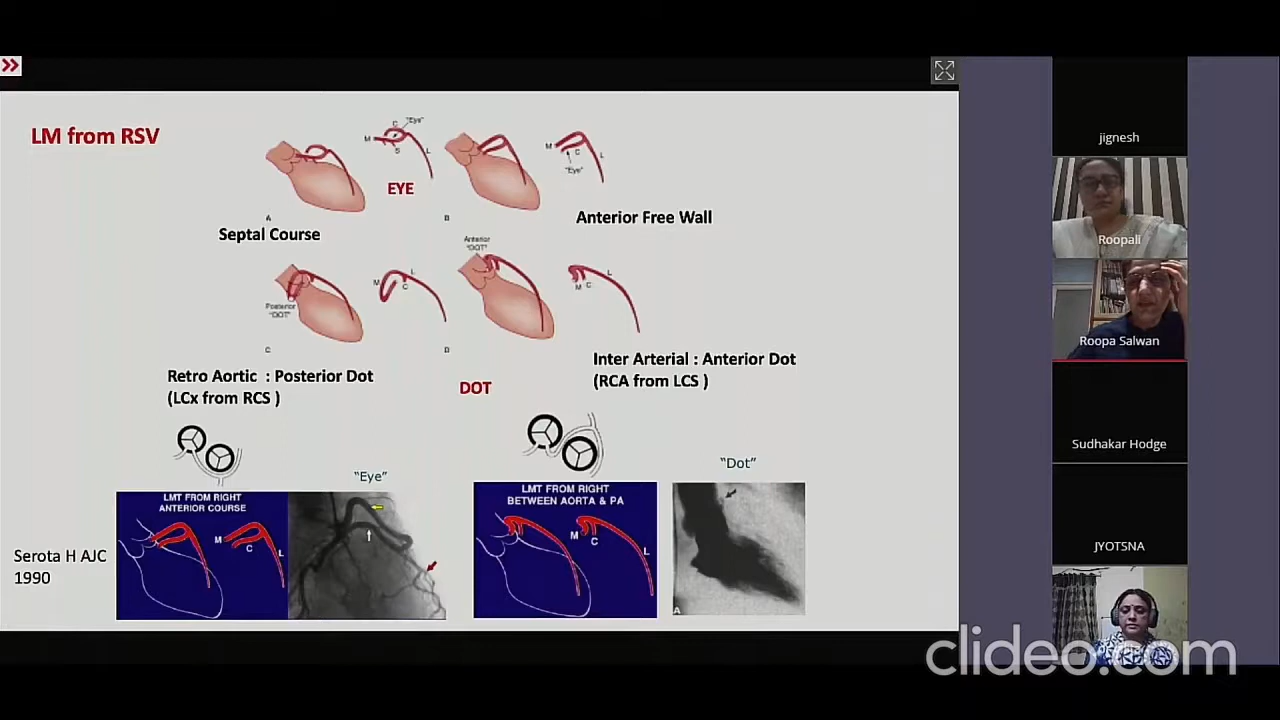 LM from RSV
C
"Eye"
M
S
L
EYE
A
Septal Course
M
C
L
"Eye"
B
Anterior Free Wall
Posterior
"DOT"
M
L
C
C
Retro Aortic : Posterior Dot
(LCx from RCS )
Anterior
"DOT"
M
C
L
D
DOT
Inter Arterial : Anterior Dot
(RCA from LCS )
"Eye"
LMT FROM RIGHT
ANTERIOR COURSE
M
C
L
"Dot"
LMT FROM RIGHT
BETWEEN AORTA & PA
M
C
L
A
Serota H AJC
1990
jignesh
Roopali
Roopa Salwan
Sudhakar Hodge
JYOTSNA
clideo.com